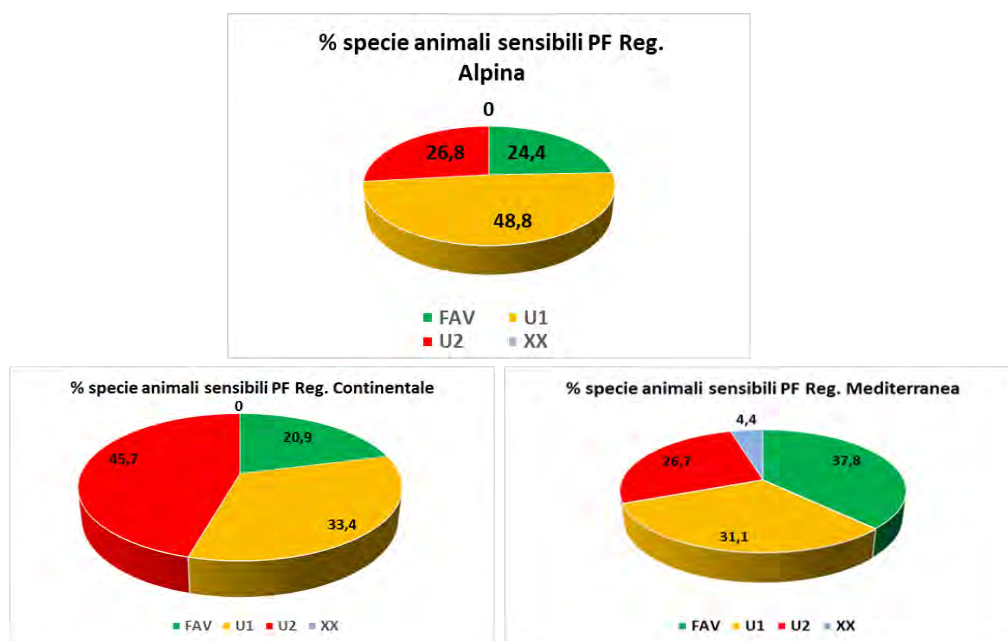 % specie animali sensibili PF Reg.
Alpina
0
26,8
24,4
48,8
FAV
U1
U2
XX
% specie animali sensibili PF Reg. Continentale
0
20,9
45,7
33,4
FAV U1 U2 XX
% specie animali sensibili PF Reg. Mediterranea
4,4
37,8
26,7
31,1
FAV U1 U2 XX